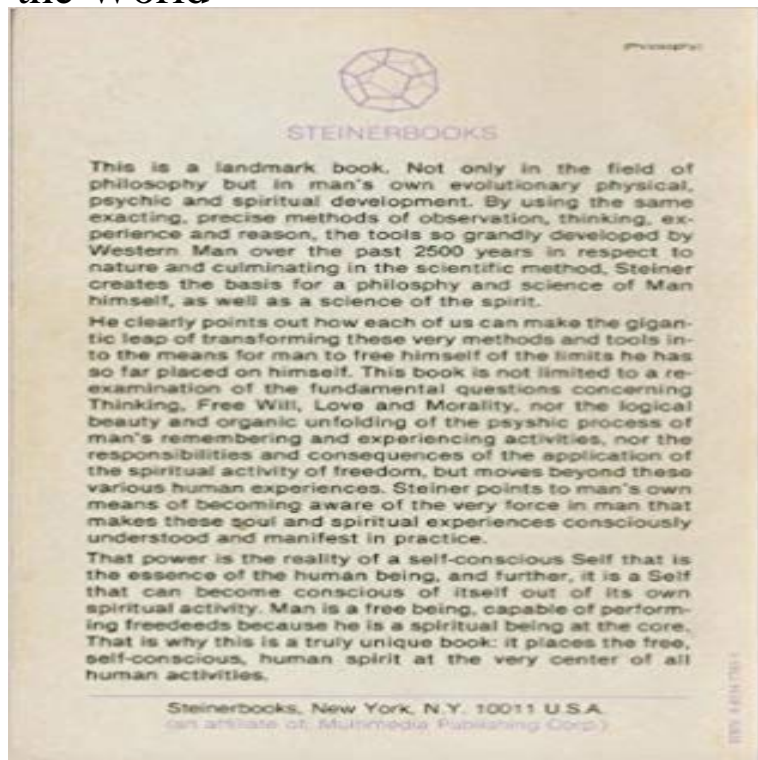 the World
(Philosophy)
STEINERBOOKS
This is a landmark book. Not only in the field of
philosophy but in man's own evolutionary physical,
psychic and spiritual development. By using the same
exacting, precise methods of observation, thinking, ex-
perience and reason, the tools so grandly developed by
Western Man over the past 2500 years in respect to
nature and culminating in the scientific method, Steiner
creates the basis for a philosphy and science of Man
himself, as well as a science of the spirit.
He clearly points out how each of us can make the gigan-
tic leap of transforming these very methods and tools in-
to the means for man to free himself of the limits he has
so far placed on himself. This book is not limited to a re-
examination of the fundamental questions concerning
Thinking, Free Will, Love and Morality, nor the logical
beauty and organic unfolding of the psyshic process of
man's remembering and experiencing activities, nor the
responsibilities and consequences of the application of
the spiritual activity of freedom, but moves beyond these
various human experiences. Steiner points to man's own
means of becoming aware of the very force in man that
makes these soul and spiritual experiences consciously
understood and manifest in practice.
That power is the reality of a self-conscious Self that is
the essence of the human being, and further, it is a Self
that can become conscious of itself out of its own
spiritual activity. Man is a free being, capable of perform-
ing freedeeds because he is a spiritual being at the core.
That is why this is a truly unique book: it places the free,
self-conscious, human spirit at the very center of all
human activities.
Steinerbooks, New York, N.Y. 10011 U.S.A.
(an affiliate of Multimedia Publishing Corp.)
ISBN